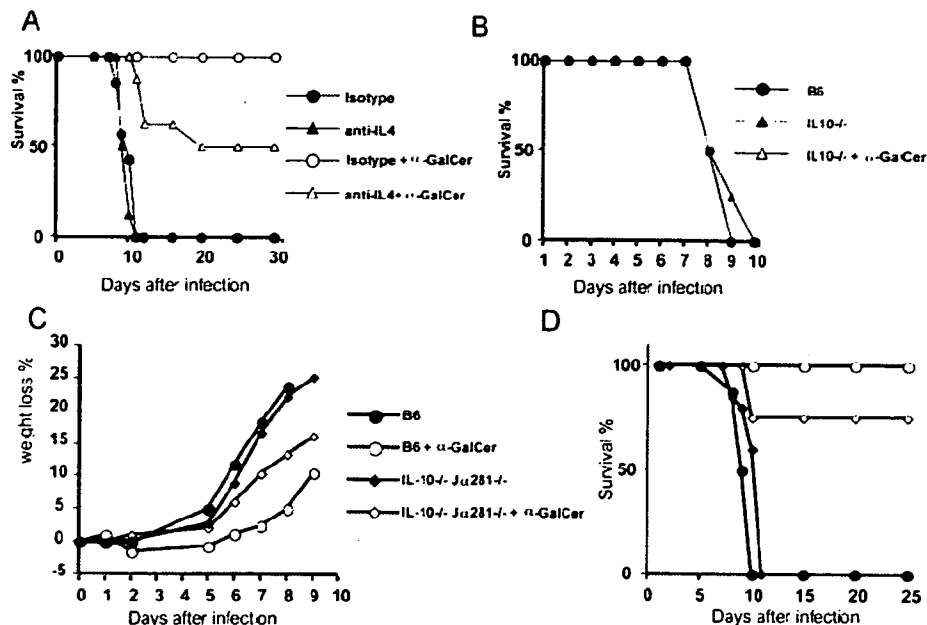 A
100
50
0
Survival %
0 10 20 30
Days after infection
Isotype
anti-IL4
Isotype + α-GalCer
anti-IL4+ α-GalCer
B
100
50
0
Survival %
1 2 3 4 5 6 7 8 9 10
Days after infection
B6
IL10-/-
IL10-/- + α-GalCer
C
30
25
20
15
10
5
0
-5
weight loss %
0 1 2 3 4 5 6 7 8 9 10
Days after infection
B6
B6 + α-GalCer
IL-10-/- Jα281-/-
IL-10-/- Jα281-/- + α-GalCer
D
100
50
0
Survival %
0 5 10 15 20 25
Days after infection